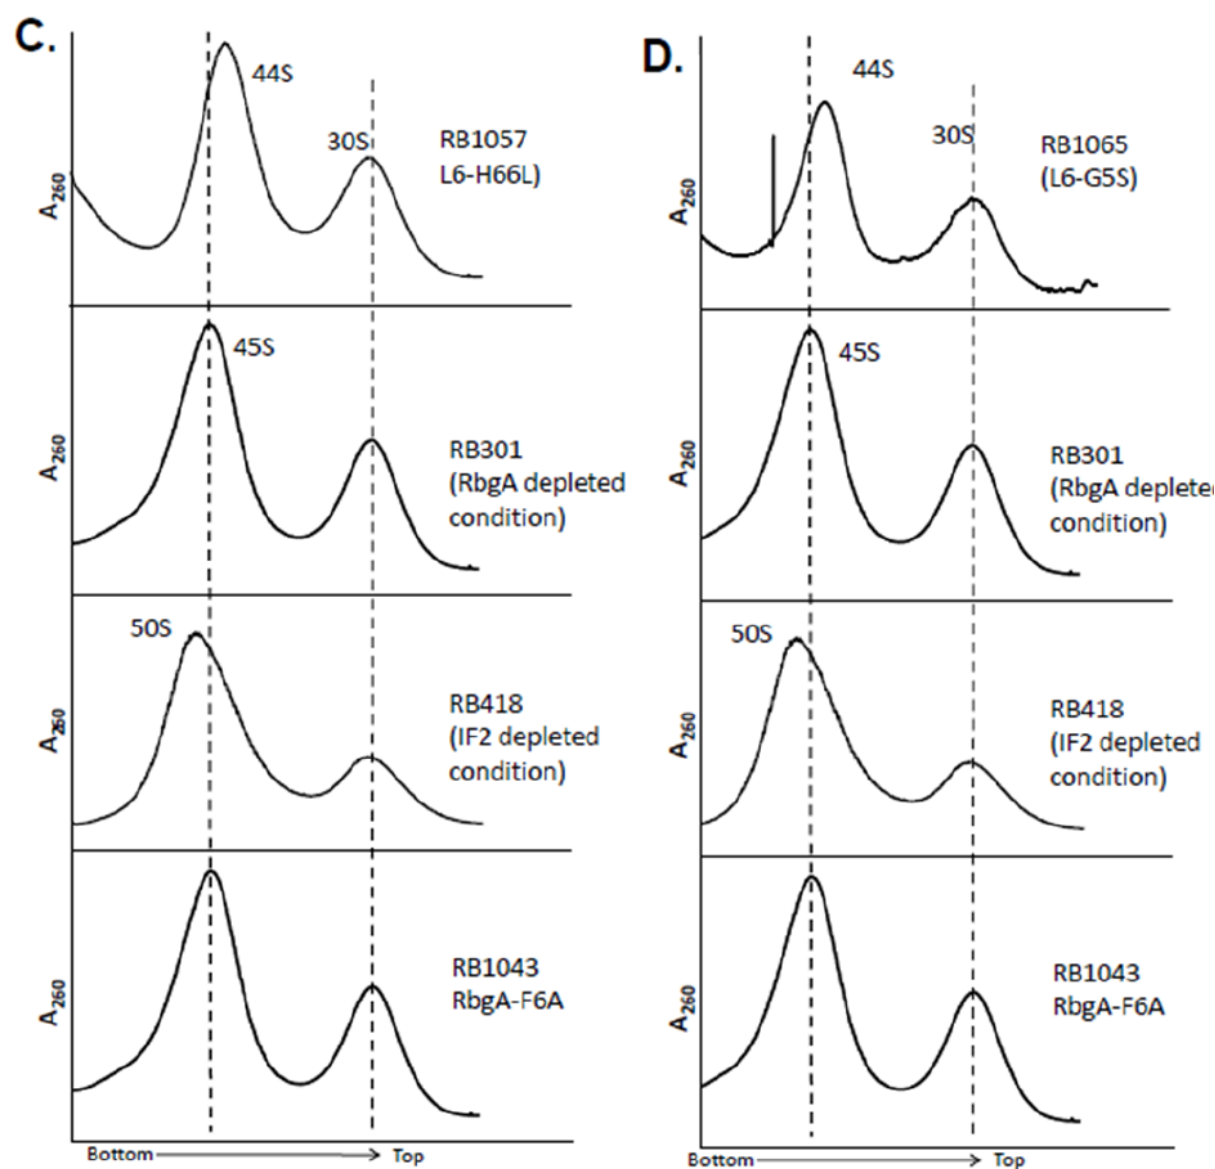 C.
44S
30S
RB1057
L6-H66L)
A260
45S
A260
RB301
(RbgA depleted
condition)
50S
A260
RB418
(IF2 depleted
condition)
A260
RB1043
RbgA-F6A
Bottom
Top
D.
44S
30S
RB1065
(L6-G5S)
A260
45S
A260
RB301
(RbgA deplete
condition)
50S
A260
RB418
(IF2 depleted
condition)
A260
RB1043
RbgA-F6A
Bottom
Top